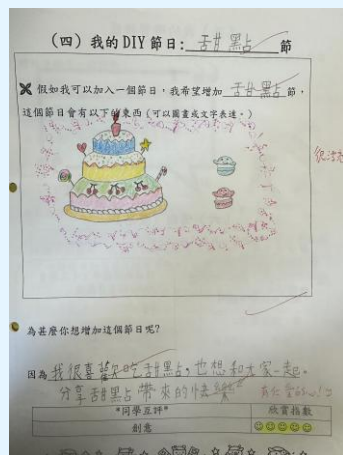 （四）我的DIY節日：甜點節
假如我可以加入一個節日，我希望增加 甜點 節，
這個節日會有以下的東西（可以圖畫或文字表達。）
為甚麼你想增加這個節日呢？
因為我很喜歡吃甜點，也想和大家一起
分享甜點帶來的快樂
*同學互評* 欣賞指數
創意